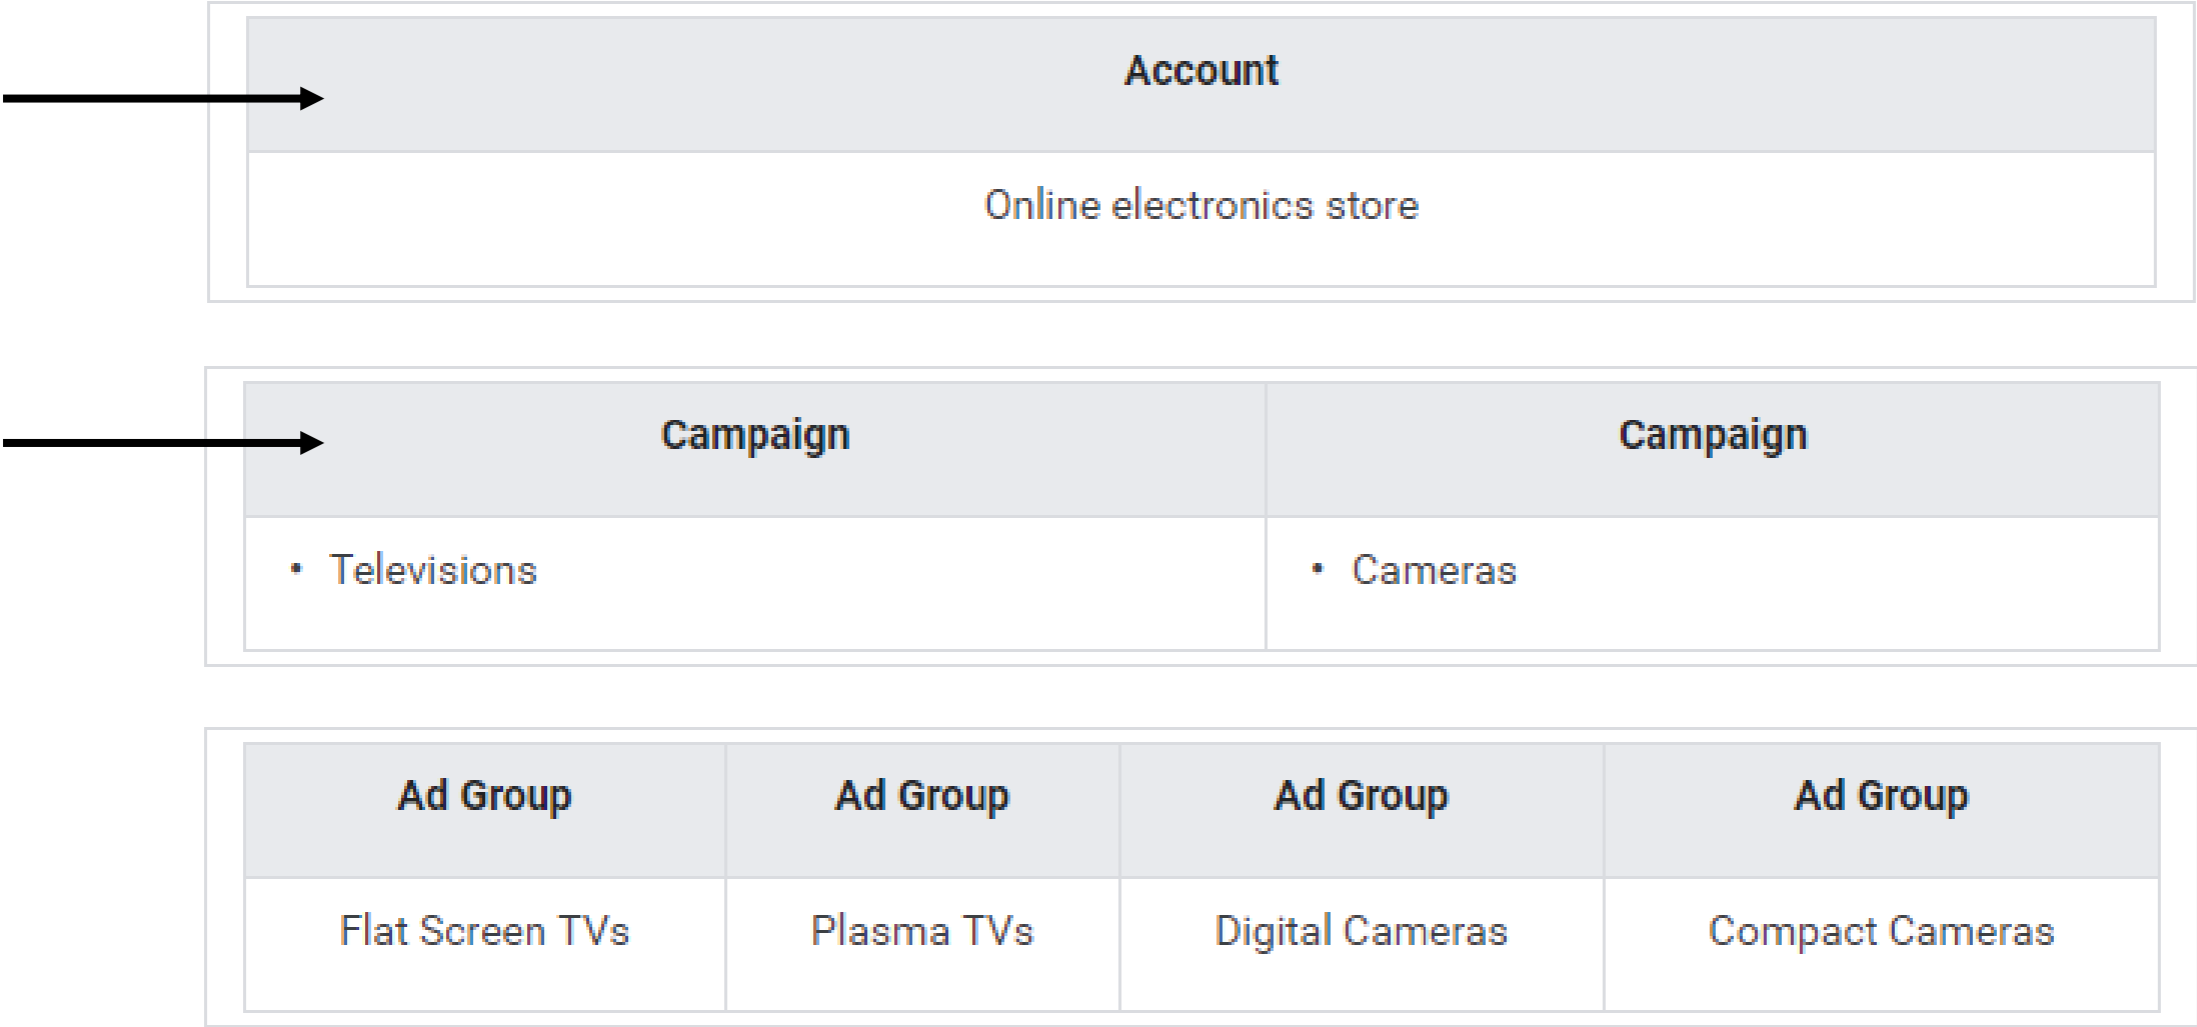 Account
Online electronics store
Campaign Campaign
• Televisions • Cameras
Ad Group Ad Group Ad Group Ad Group
Flat Screen TVs Plasma TVs Digital Cameras Compact Cameras